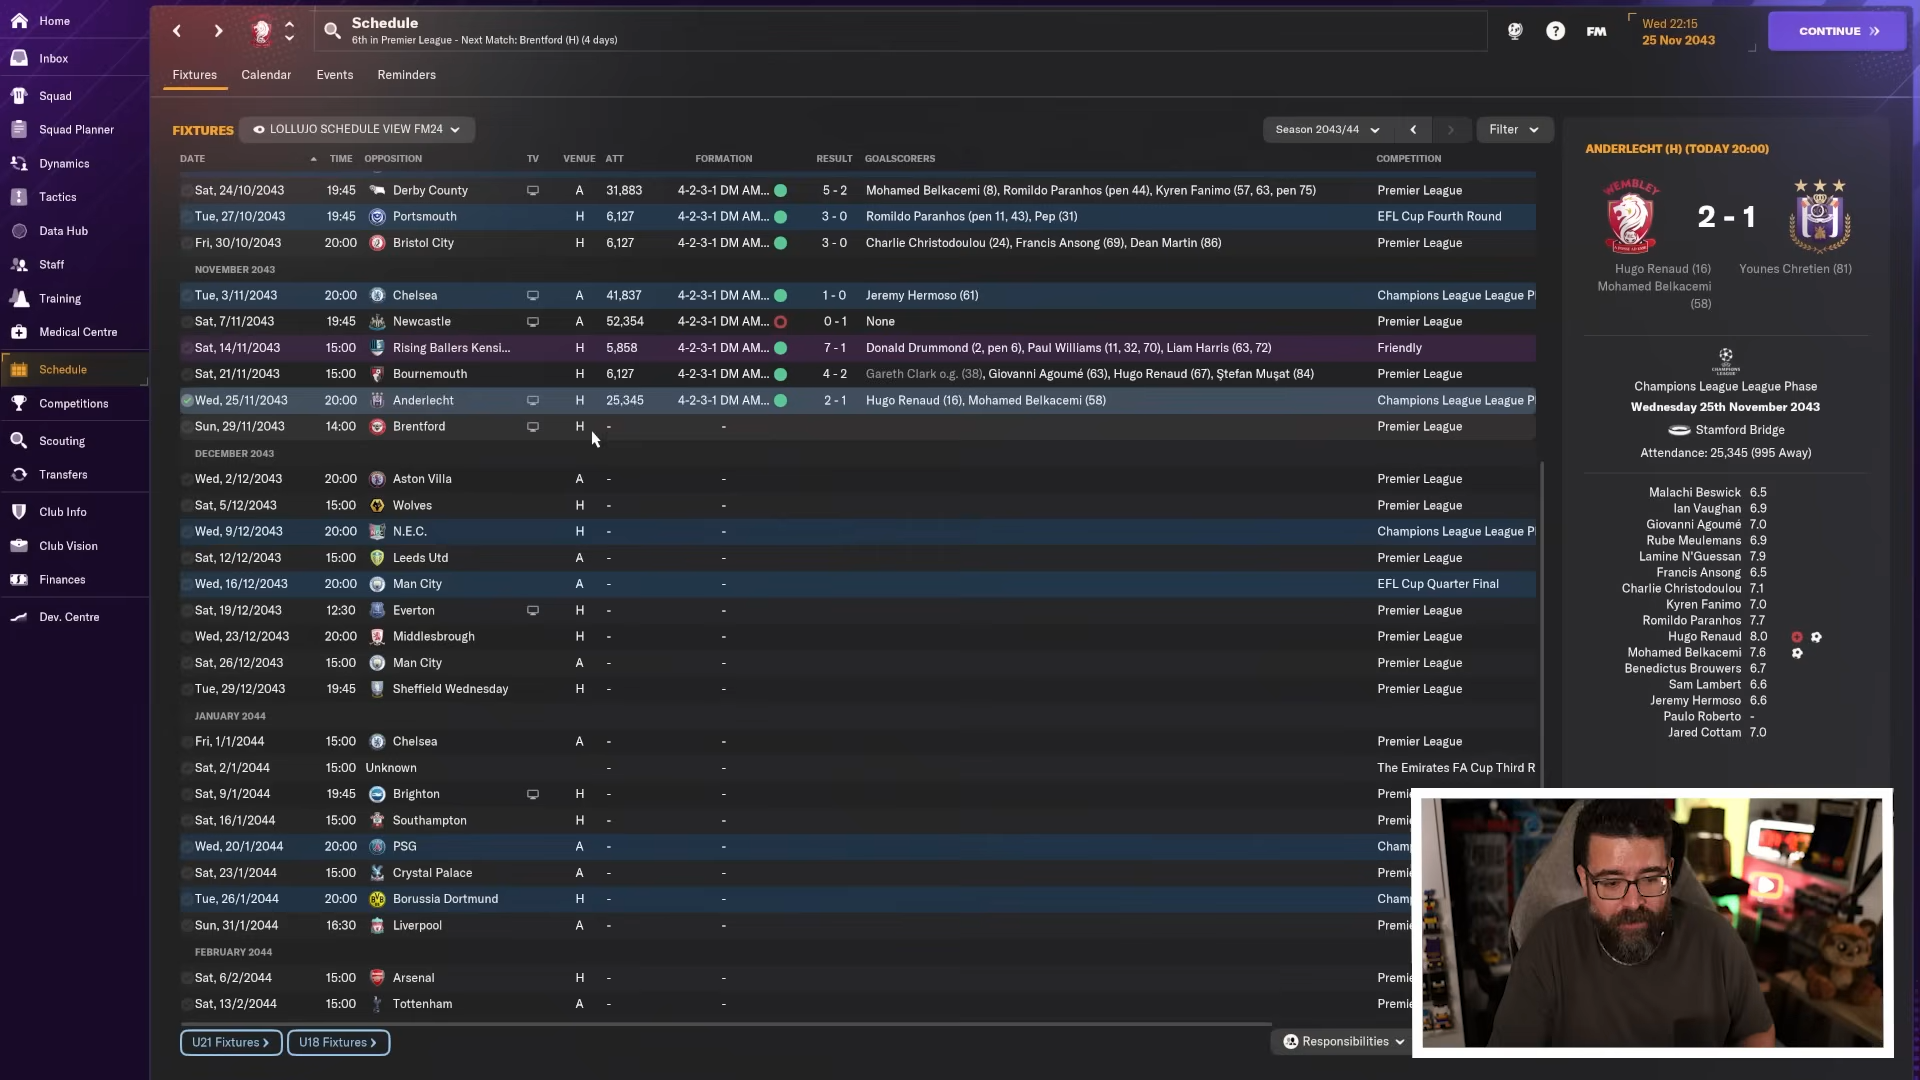 Home
Inbox
Squad
Squad Planner
Dynamics
Tactics
Data Hub
Staff
Training
Medical Centre
Schedule
Competitions
Scouting
Transfers
Club Info
Club Vision
Finances
Dev. Centre
Schedule
6th in Premier League - Next Match: Brentford (H) (4 days)
FM
Wed 22:15
25 Nov 2043
CONTINUE
Fixtures Calendar Events Reminders
FIXTURES LOLLUJO SCHEDULE VIEW FM24 Season 2043/44 Filter
DATE TIME OPPOSITION TV VENUE ATT FORMATION RESULT GOALSCORERS COMPETITION
Sat, 24/10/2043 19:45 Derby County A 31,883 4-2-3-1 DM AM... 5 - 2 Mohamed Belkacemi (8), Romildo Paranhos (pen 44), Kyren Fanimo (57, 63, pen 75) Premier League
Tue, 27/10/2043 19:45 Portsmouth H 6,127 4-2-3-1 DM AM... 3 - 0 Romildo Paranhos (pen 11, 43), Pep (31) EFL Cup Fourth Round
Fri, 30/10/2043 20:00 Bristol City H 6,127 4-2-3-1 DM AM... 3 - 0 Charlie Christodoulou (24), Francis Ansong (69), Dean Martin (86) Premier League
NOVEMBER 2043
Tue, 3/11/2043 20:00 Chelsea A 41,837 4-2-3-1 DM AM... 1 - 0 Jeremy Hermoso (61) Champions League League P
Sat, 7/11/2043 19:45 Newcastle A 52,354 4-2-3-1 DM AM... 0 - 1 None Premier League
Sat, 14/11/2043 15:00 Rising Ballers Kensi... H 5,858 4-2-3-1 DM AM... 7 - 1 Donald Drummond (2, pen 6), Paul Williams (11, 32, 70), Liam Harris (63, 72) Friendly
Sat, 21/11/2043 15:00 Bournemouth H 6,127 4-2-3-1 DM AM... 4 - 2 Gareth Clark o.g. (38), Giovanni Agoumé (63), Hugo Renaud (67), Ştefan Muşat (84) Premier League
Wed, 25/11/2043 20:00 Anderlecht H 25,345 4-2-3-1 DM AM... 2 - 1 Hugo Renaud (16), Mohamed Belkacemi (58) Champions League League P
Sun, 29/11/2043 14:00 Brentford H - - Premier League
DECEMBER 2043
Wed, 2/12/2043 20:00 Aston Villa A - - Premier League
Sat, 5/12/2043 15:00 Wolves H - - Premier League
Wed, 9/12/2043 20:00 N.E.C. H - - Champions League League P
Sat, 12/12/2043 15:00 Leeds Utd A - - Premier League
Wed, 16/12/2043 20:00 Man City A - - EFL Cup Quarter Final
Sat, 19/12/2043 12:30 Everton H - - Premier League
Wed, 23/12/2043 20:00 Middlesbrough H - - Premier League
Sat, 26/12/2043 15:00 Man City A - - Premier League
Tue, 29/12/2043 19:45 Sheffield Wednesday H - - Premier League
JANUARY 2044
Fri, 1/1/2044 15:00 Chelsea A - - Premier League
Sat, 2/1/2044 15:00 Unknown - - The Emirates FA Cup Third R
Sat, 9/1/2044 19:45 Brighton H - - Premi
Sat, 16/1/2044 15:00 Southampton H - - Premi
Wed, 20/1/2044 20:00 PSG A - - Cham
Sat, 23/1/2044 15:00 Crystal Palace A - - Premi
Tue, 26/1/2044 20:00 Borussia Dortmund H - - Cham
Sun, 31/1/2044 16:30 Liverpool A - - Premi
FEBRUARY 2044
Sat, 6/2/2044 15:00 Arsenal H - - Premi
Sat, 13/2/2044 15:00 Tottenham A - - Premi
U21 Fixtures U18 Fixtures Responsibilities
ANDERLECHT (H) (TODAY 20:00)
WEMBLEY
2 - 1
Hugo Renaud (16) Younes Chretien (81)
Mohamed Belkacemi
(58)
Champions League League Phase
Wednesday 25th November 2043
Stamford Bridge
Attendance: 25,345 (995 Away)
Malachi Beswick 6.5
Ian Vaughan 6.9
Giovanni Agoumé 7.0
Rube Meulemans 6.9
Lamine N'Guessan 7.9
Francis Ansong 6.5
Charlie Christodoulou 7.1
Kyren Fanimo 7.0
Romildo Paranhos 7.7
Hugo Renaud 8.0
Mohamed Belkacemi 7.6
Benedictus Brouwers 6.7
Sam Lambert 6.6
Jeremy Hermoso 6.6
Paulo Roberto -
Jared Cottam 7.0